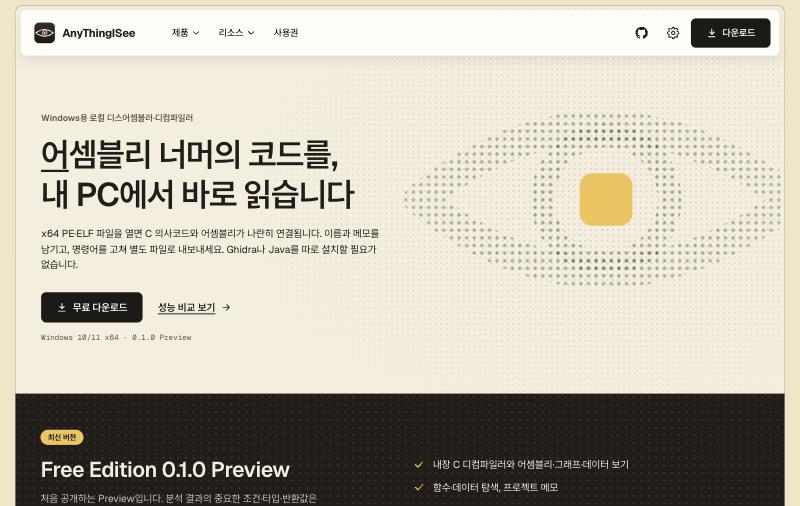 AnyThingISee
제품
리소스
사용권
다운로드
Windows용 로컬 디스어셈블러·디컴파일러
어셈블리 너머의 코드를,
내 PC에서 바로 읽습니다
x64 PE·ELF 파일을 열면 C 의사코드와 어셈블리가 나란히 연결됩니다. 이름과 메모를
남기고, 명령어를 고쳐 별도 파일로 내보내세요. Ghidra나 Java를 따로 설치할 필요가
없습니다.
무료 다운로드
성능 비교 보기 →
Windows 10/11 x64 · 0.1.0 Preview
최신 버전
Free Edition 0.1.0 Preview
처음 공개하는 Preview입니다. 분석 결과의 중요한 조건·타입·반환값은
내장 C 디컴파일러와 어셈블리·그래프·데이터 보기
함수·데이터 탐색, 프로젝트 메모